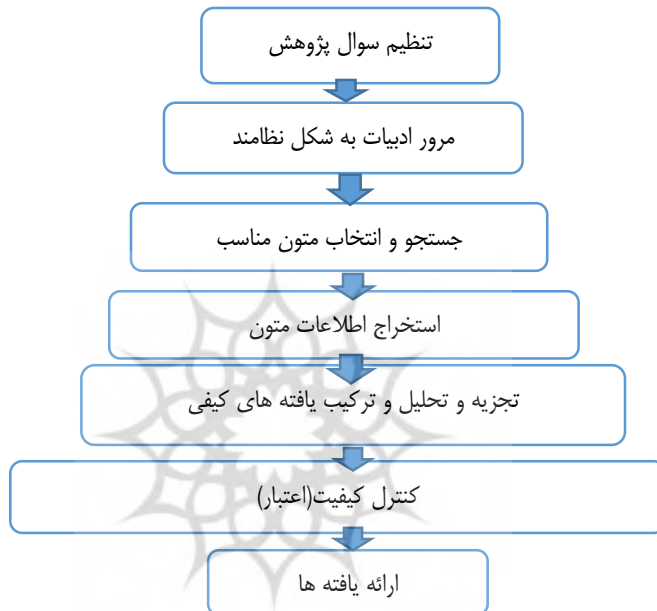 تنظیم سوال پژوهش
مرور ادبیات به شکل نظامند
جستجو و انتخاب متون مناسب
استخراج اطلاعات متون
تجزیه و تحلیل و ترکیب یافته های کیفی
کنترل کیفیت(اعتبار)
ارائه یافته ها